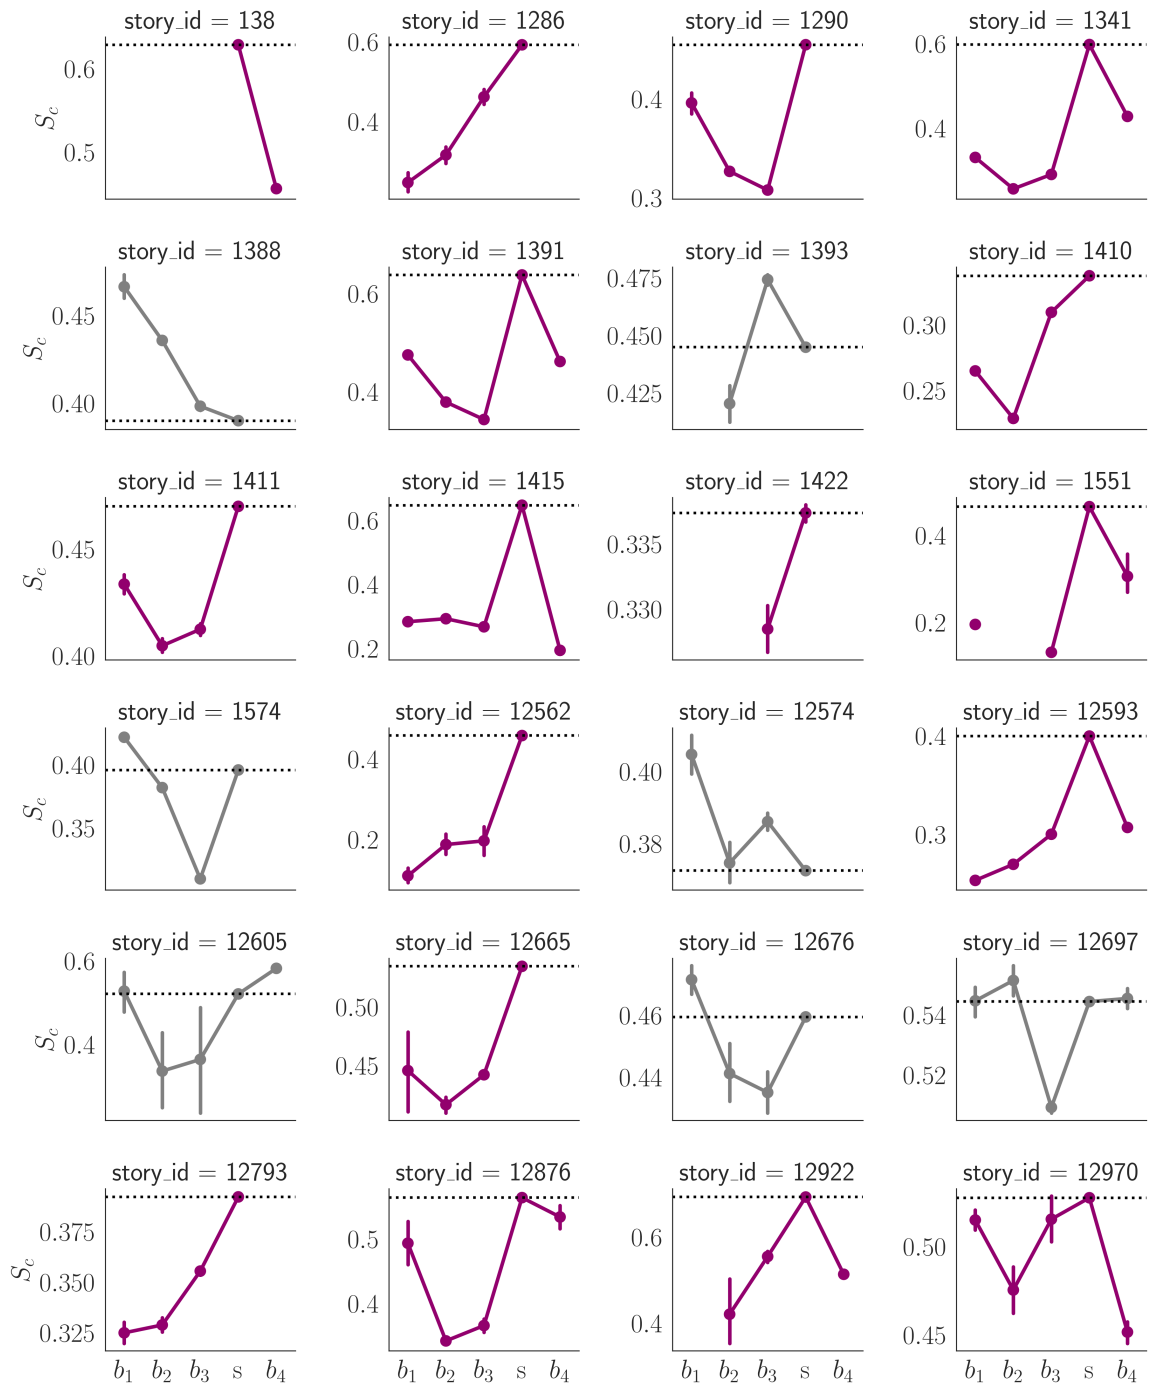 story_id = 138 story_id = 1286 story_id = 1290 story_id = 1341
0.6 0.6 0.6
S_c 0.4 0.4 0.4
0.5
0.3
story_id = 1388 story_id = 1391 story_id = 1393 story_id = 1410
0.475
0.6
0.45 0.450 0.30
S_c
0.4 0.425 0.25
0.40
story_id = 1411 story_id = 1415 story_id = 1422 story_id = 1551
0.6
0.45 0.335 0.4
S_c 0.4
0.330 0.2
0.40 0.2
story_id = 1574 story_id = 12562 story_id = 12574 story_id = 12593
0.4
0.40 0.4 0.40
S_c
0.35 0.2 0.38 0.3
story_id = 12605 story_id = 12665 story_id = 12676 story_id = 12697
0.6
0.50 0.46 0.54
S_c
0.4 0.45 0.44 0.52
story_id = 12793 story_id = 12876 story_id = 12922 story_id = 12970
0.375 0.5 0.6 0.50
S_c 0.350
0.325 0.4 0.4 0.45
b_1 b_2 b_3 s b_4 b_1 b_2 b_3 s b_4 b_1 b_2 b_3 s b_4 b_1 b_2 b_3 s b_4